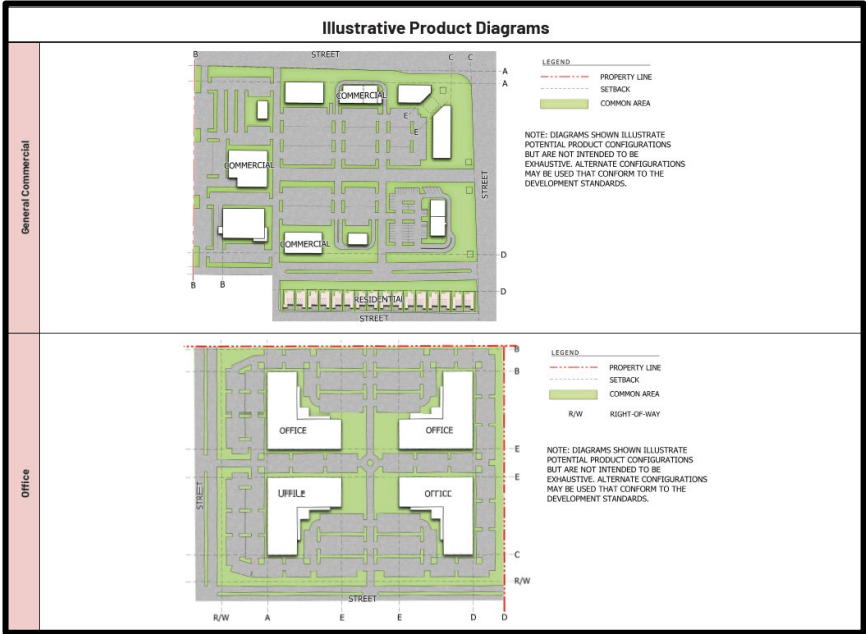 Illustrative Product Diagrams
General Commercial
B
STREET
C C
A
A
COMMERCIAL
E
E
COMMERCIAL
STREET
COMMERCIAL
D
B B
D
RESIDENTIAL
STREET
LEGEND
PROPERTY LINE
SETBACK
COMMON AREA
NOTE: DIAGRAMS SHOWN ILLUSTRATE
POTENTIAL PRODUCT CONFIGURATIONS
BUT ARE NOT INTENDED TO BE
EXHAUSTIVE. ALTERNATE CONFIGURATIONS
MAY BE USED THAT CONFORM TO THE
DEVELOPMENT STANDARDS.
Office
B
B
OFFICE
OFFICE
E
E
STREET
OFFICE
OFFICE
C
R/W
STREET
R/W A E E D D
LEGEND
PROPERTY LINE
SETBACK
COMMON AREA
R/W RIGHT-OF-WAY
NOTE: DIAGRAMS SHOWN ILLUSTRATE
POTENTIAL PRODUCT CONFIGURATIONS
BUT ARE NOT INTENDED TO BE
EXHAUSTIVE. ALTERNATE CONFIGURATIONS
MAY BE USED THAT CONFORM TO THE
DEVELOPMENT STANDARDS.